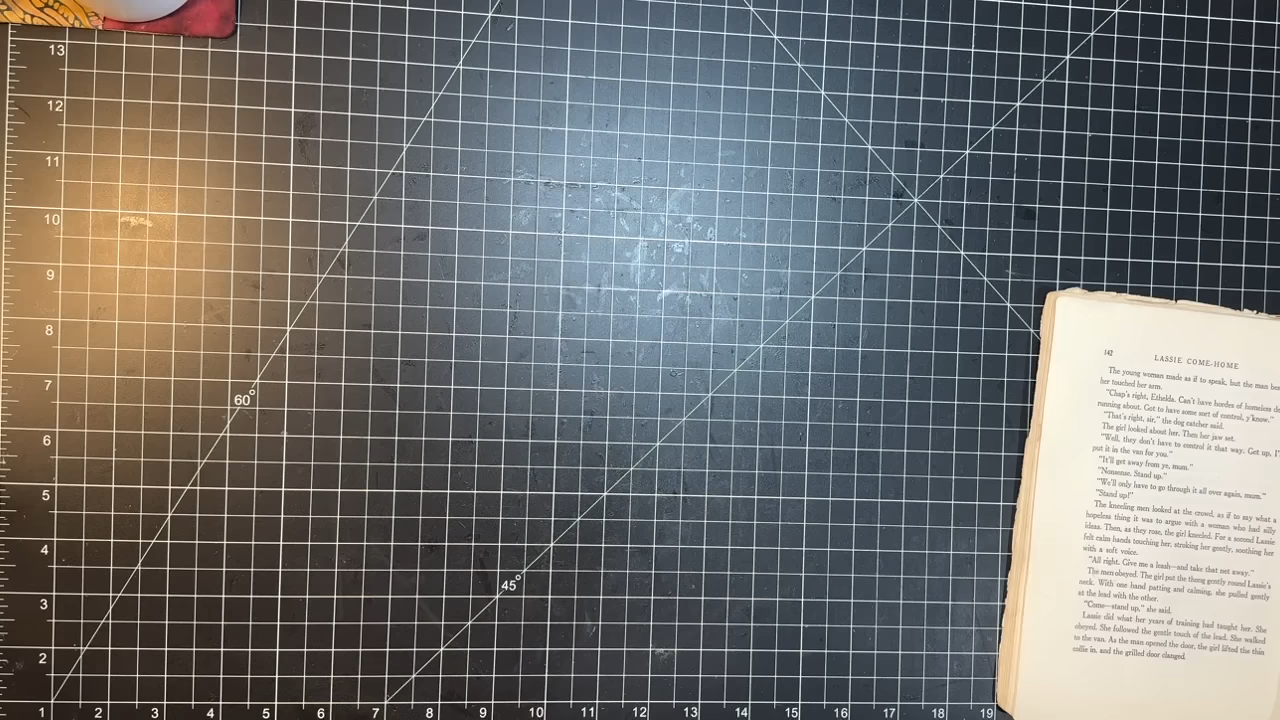 13
12
11
10
9
8
7
6
5
4
3
2
1 2 3 4 5 6 7 8 9 10 11 12 13 14 15 16 17 18 19
60°
45°
142 LASSIE COME-HOME
The young woman made as if to speak, but the man be
her touched her arm.
"Chap's right, Ethelda. Can't have hordes of homeless do
running about. Got to have some sort of control, y'know."
"That's right, sir," the dog catcher said.
The girl looked about her. Then her jaw set.
"Well, they don't have to control it that way. Get up, I'
put it in the van for you."
"It'll get away from ye, mum."
"Nonsense. Stand up."
"We'll only have to go through it all over again, mum."
"Stand up!"
The kneeling men looked at the crowd, as if to say what a
hopeless thing it was to argue with a woman who had silly
ideas. Then, as they rose, the girl kneeled. For a second Lassie
felt calm hands touching her, stroking her gently, soothing her
with a soft voice.
"All right. Give me a leash—and take that net away."
The men obeyed. The girl put the thong gently round Lassie's
neck. With one hand patting and calming, she pulled gently
at the lead with the other.
"Come—stand up," she said.
Lassie did what her years of training had taught her. She
obeyed. She followed the gentle touch of the lead. She walked
to the van. As the man opened the door, the girl lifted the thin
collie in, and the grilled door clanged.